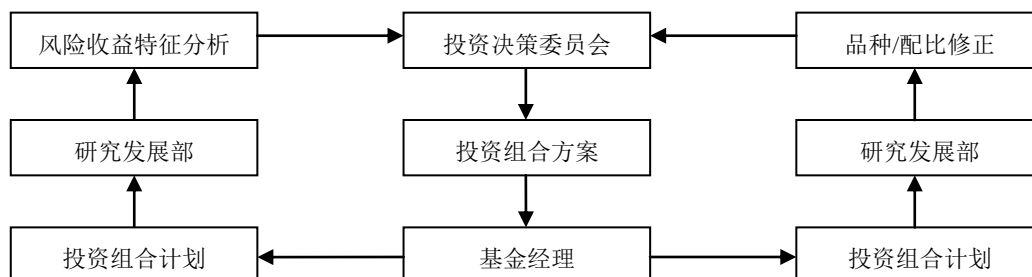 风险收益特征分析
投资决策委员会
品种/配比修正
研究发展部
投资组合方案
研究发展部
投资组合计划
基金经理
投资组合计划